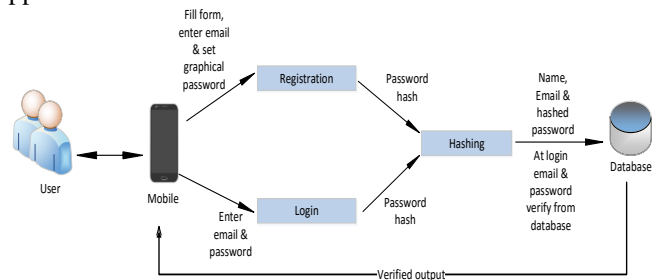 Fill form,
enter email
& set
graphical
password
Registration
Password
hash
Name,
Email &
hashed
password
Hashing
At login
email &
password
verify from
database
Database
User
Mobile
Enter
email &
password
Login
Password
hash
Verified output